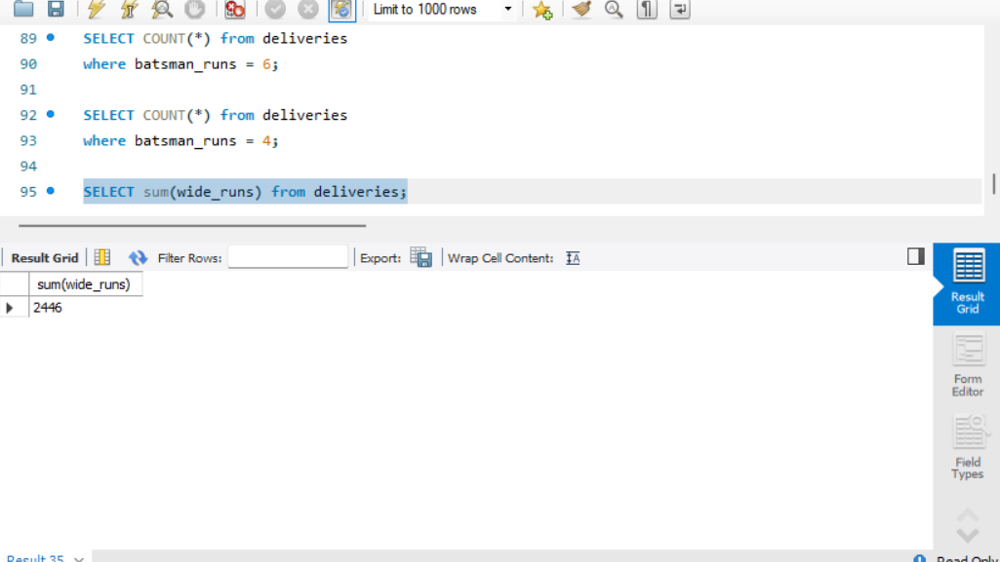 Limit to 1000 rows
89 SELECT COUNT(*) from deliveries
90 where batsman_runs = 6;
91
92 SELECT COUNT(*) from deliveries
93 where batsman_runs = 4;
94
95 SELECT sum(wide_runs) from deliveries;
Result Grid Filter Rows: Export: Wrap Cell Content: IA
sum(wide_runs)
2446
Result
Grid
Form
Editor
Field
Types
Result 35 Read Only